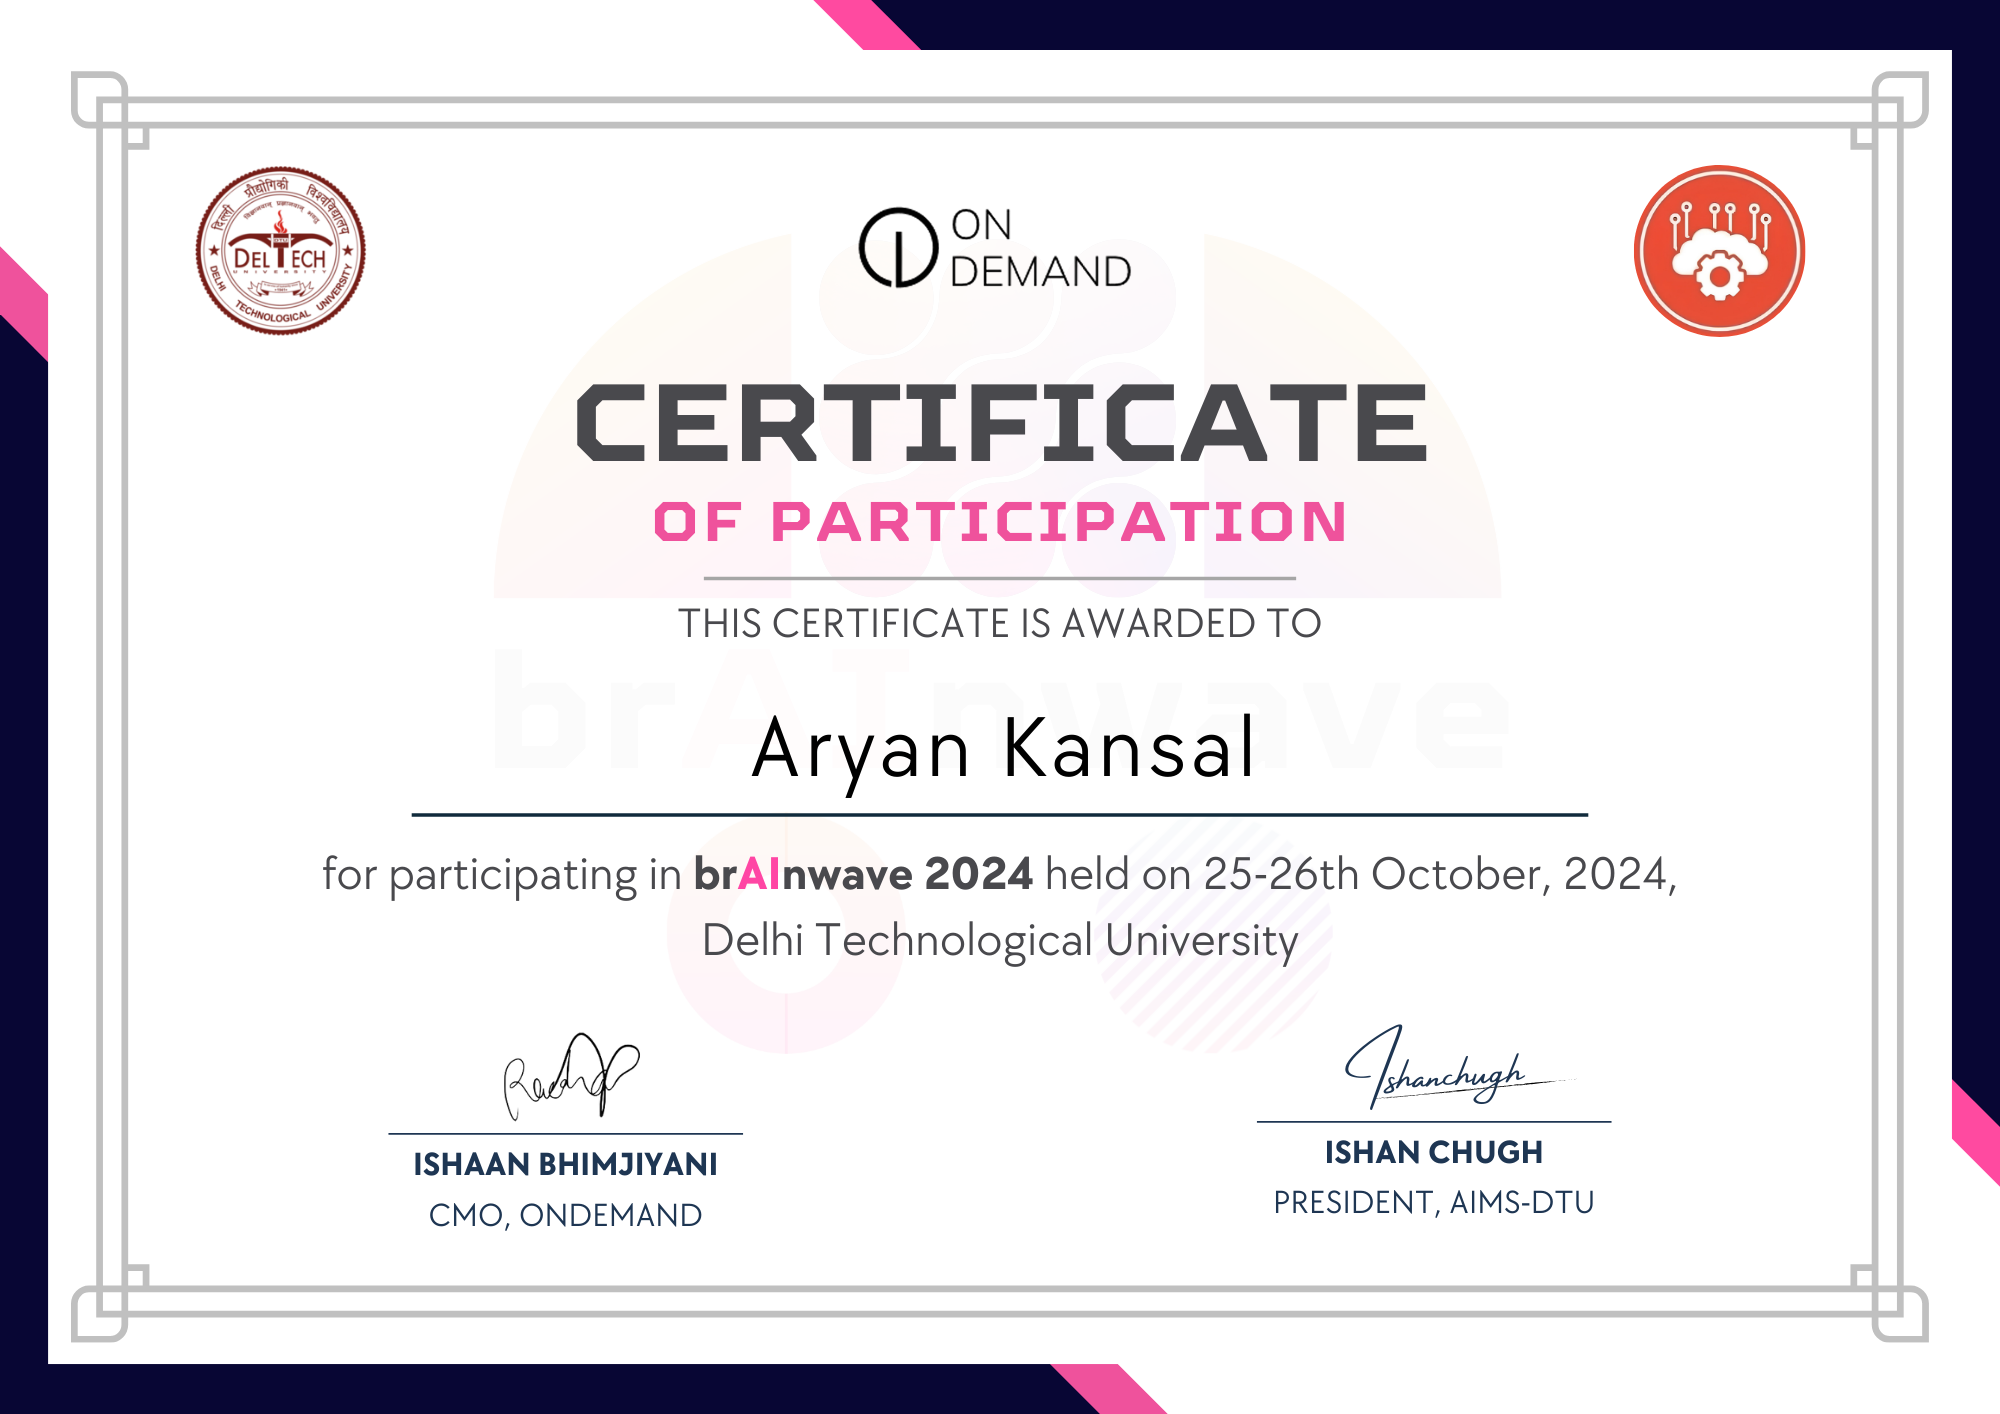 दिल्ली प्रौद्योगिकी विश्वविद्यालय
DELTECH
UNIVERSITY
DELHI TECHNOLOGICAL UNIVERSITY
ON
DEMAND
CERTIFICATE
OF PARTICIPATION
THIS CERTIFICATE IS AWARDED TO
brAInwave
Aryan Kansal
for participating in brAInwave 2024 held on 25-26th October, 2024,
Delhi Technological University
Ishanchugh
ISHAAN BHIMJIYANI
CMO, ONDEMAND
ISHAN CHUGH
PRESIDENT, AIMS-DTU